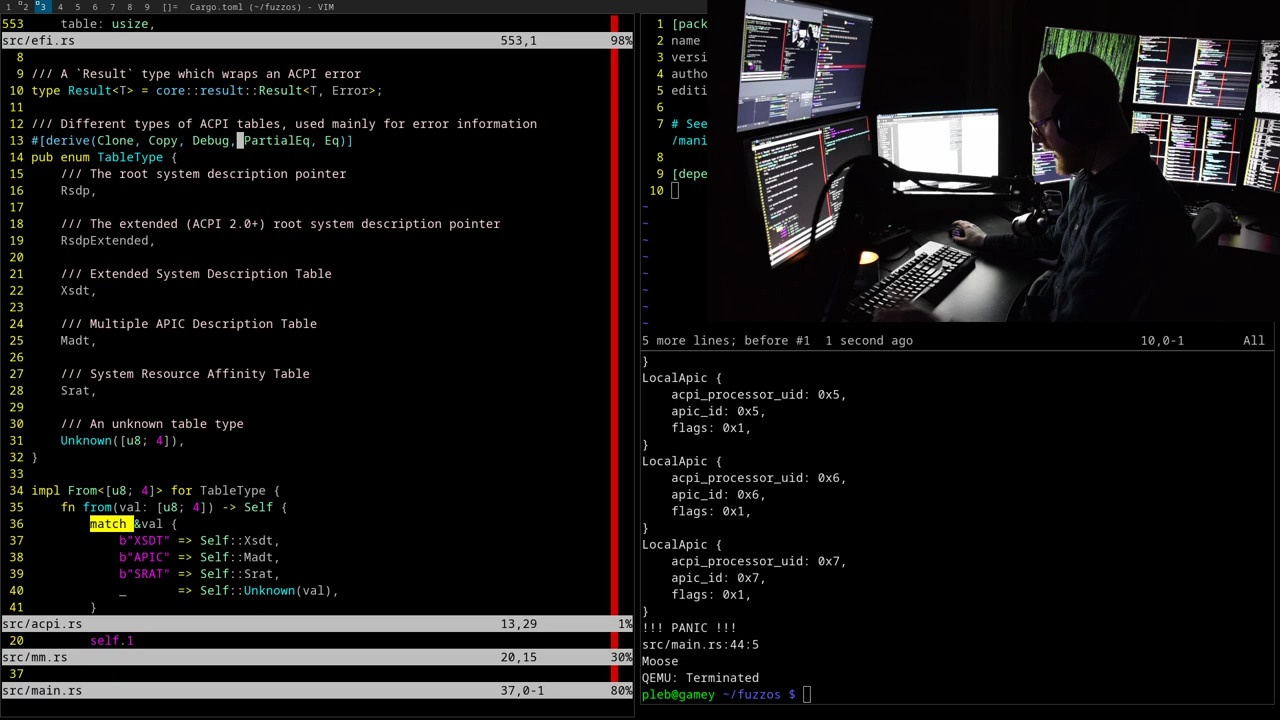 1 2 3 4 5 6 7 8 9 []= Cargo.toml (~/fuzzos) - VIM
553     table: usize,
src/efi.rs 553,1 98%
8
9 /// A `Result` type which wraps an ACPI error
10 type Result<T> = core::result::Result<T, Error>;
11
12 /// Different types of ACPI tables, used mainly for error information
13 #[derive(Clone, Copy, Debug, PartialEq, Eq)]
14 pub enum TableType {
15     /// The root system description pointer
16     Rsdp,
17
18     /// The extended (ACPI 2.0+) root system description pointer
19     RsdpExtended,
20
21     /// Extended System Description Table
22     Xsdt,
23
24     /// Multiple APIC Description Table
25     Madt,
26
27     /// System Resource Affinity Table
28     Srat,
29
30     /// An unknown table type
31     Unknown([u8; 4]),
32 }
33
34 impl From<[u8; 4]> for TableType {
35     fn from(val: [u8; 4]) -> Self {
36         match &val {
37             b"XSDT" => Self::Xsdt,
38             b"APIC" => Self::Madt,
39             b"SRAT" => Self::Srat,
40             _       => Self::Unknown(val),
41         }
src/acpi.rs 13,29 1%
20         self.1
src/mm.rs 20,15 30%
37
src/main.rs 37,0-1 80%
1 [pack
2 name
3 versi
4 autho
5 editi
6
7 # See
/mani
8
9 [depe
10
~
~
~
~
~
~
~
~
5 more lines; before #1  1 second ago 10,0-1 All
}
LocalApic {
    acpi_processor_uid: 0x5,
    apic_id: 0x5,
    flags: 0x1,
}
LocalApic {
    acpi_processor_uid: 0x6,
    apic_id: 0x6,
    flags: 0x1,
}
LocalApic {
    acpi_processor_uid: 0x7,
    apic_id: 0x7,
    flags: 0x1,
}
!!! PANIC !!!
src/main.rs:44:5
Moose
QEMU: Terminated
pleb@gamey ~/fuzzos $